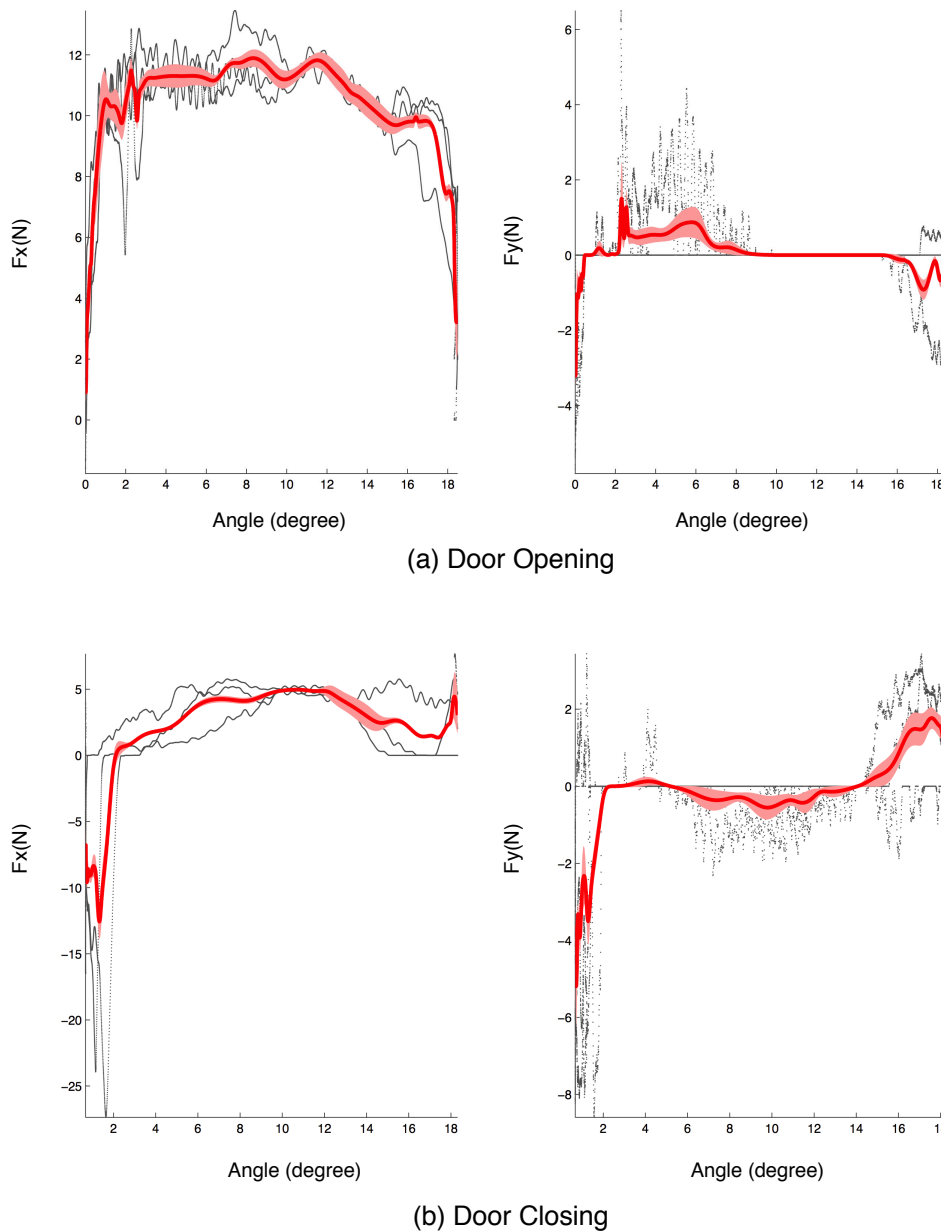 Fx(N)
12
10
8
6
4
2
0
0 2 4 6 8 10 12 14 16 18
Angle (degree)
Fy(N)
6
4
2
0
−2
−4
0 2 4 6 8 10 12 14 16 18
Angle (degree)
(a) Door Opening
Fx(N)
5
0
−5
−10
−15
−20
−25
2 4 6 8 10 12 14 16 18
Angle (degree)
Fy(N)
2
0
−2
−4
−6
−8
2 4 6 8 10 12 14 16 18
Angle (degree)
(b) Door Closing